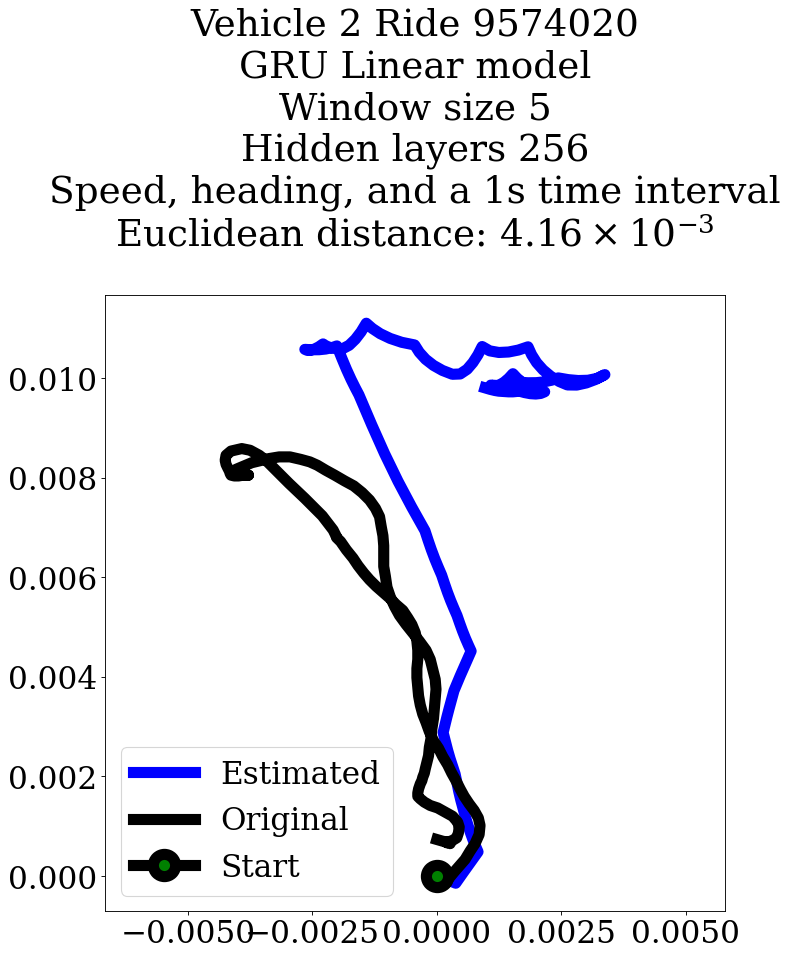 Vehicle 2 Ride 9574020
GRU Linear model
Window size 5
Hidden layers 256
Speed, heading, and a 1s time interval
Euclidean distance: 4.16 × 10⁻³
0.010
0.008
0.006
0.004
0.002
0.000
Estimated
Original
Start
−0.0050
−0.0025
0.0000
0.0025
0.0050